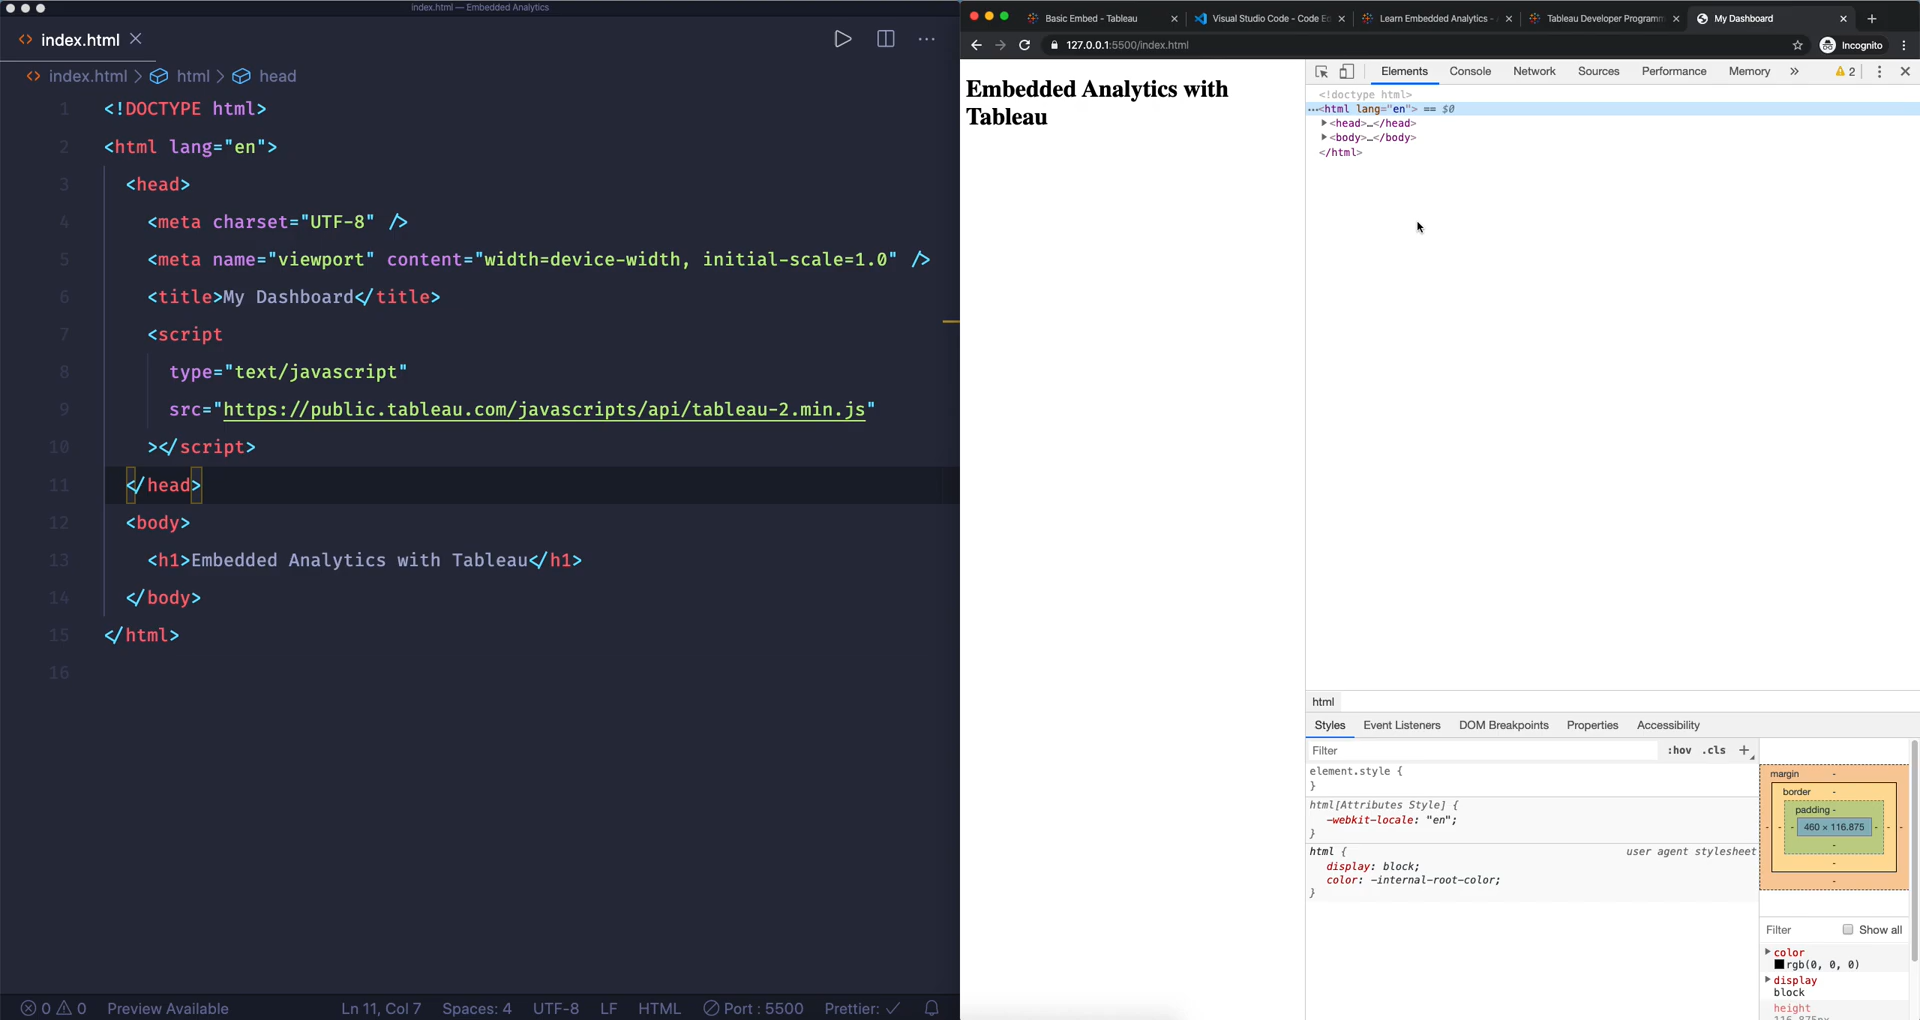 index.html — Embedded Analytics
<> index.html
<> index.html > html > head
1 <!DOCTYPE html>
2 <html lang="en">
3 <head>
4 <meta charset="UTF-8" />
5 <meta name="viewport" content="width=device-width, initial-scale=1.0" />
6 <title>My Dashboard</title>
7 <script
8 type="text/javascript"
9 src="https://public.tableau.com/javascripts/api/tableau-2.min.js"
10 ></script>
11 </head>
12 <body>
13 <h1>Embedded Analytics with Tableau</h1>
14 </body>
15 </html>
16
0 0 Preview Available Ln 11, Col 7 Spaces: 4 UTF-8 LF HTML Port : 5500 Prettier: ✓
Basic Embed - Tableau Visual Studio Code - Code Ed Learn Embedded Analytics - Tableau Developer Program My Dashboard
127.0.0.1:5500/index.html Incognito
Embedded Analytics with
Tableau
Elements Console Network Sources Performance Memory » 2
<!doctype html>
…<html lang="en"> == $0
<head>…</head>
<body>…</body>
</html>
html
Styles Event Listeners DOM Breakpoints Properties Accessibility
Filter :hov .cls +
element.style {
}
html[Attributes Style] {
-webkit-locale: "en";
}
html { user agent stylesheet
display: block;
color: -internal-root-color;
}
margin -
border -
padding -
460 × 116.875
Filter Show all
color
rgb(0, 0, 0)
display
block
height
116.875px